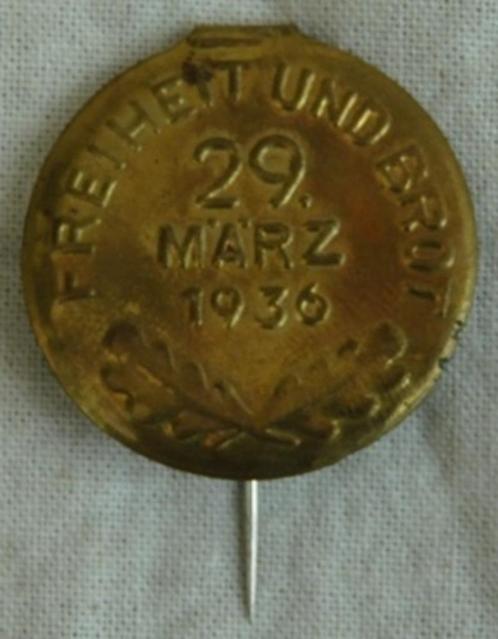 FREIHEIT UND BROT
29.
MÄRZ
1936